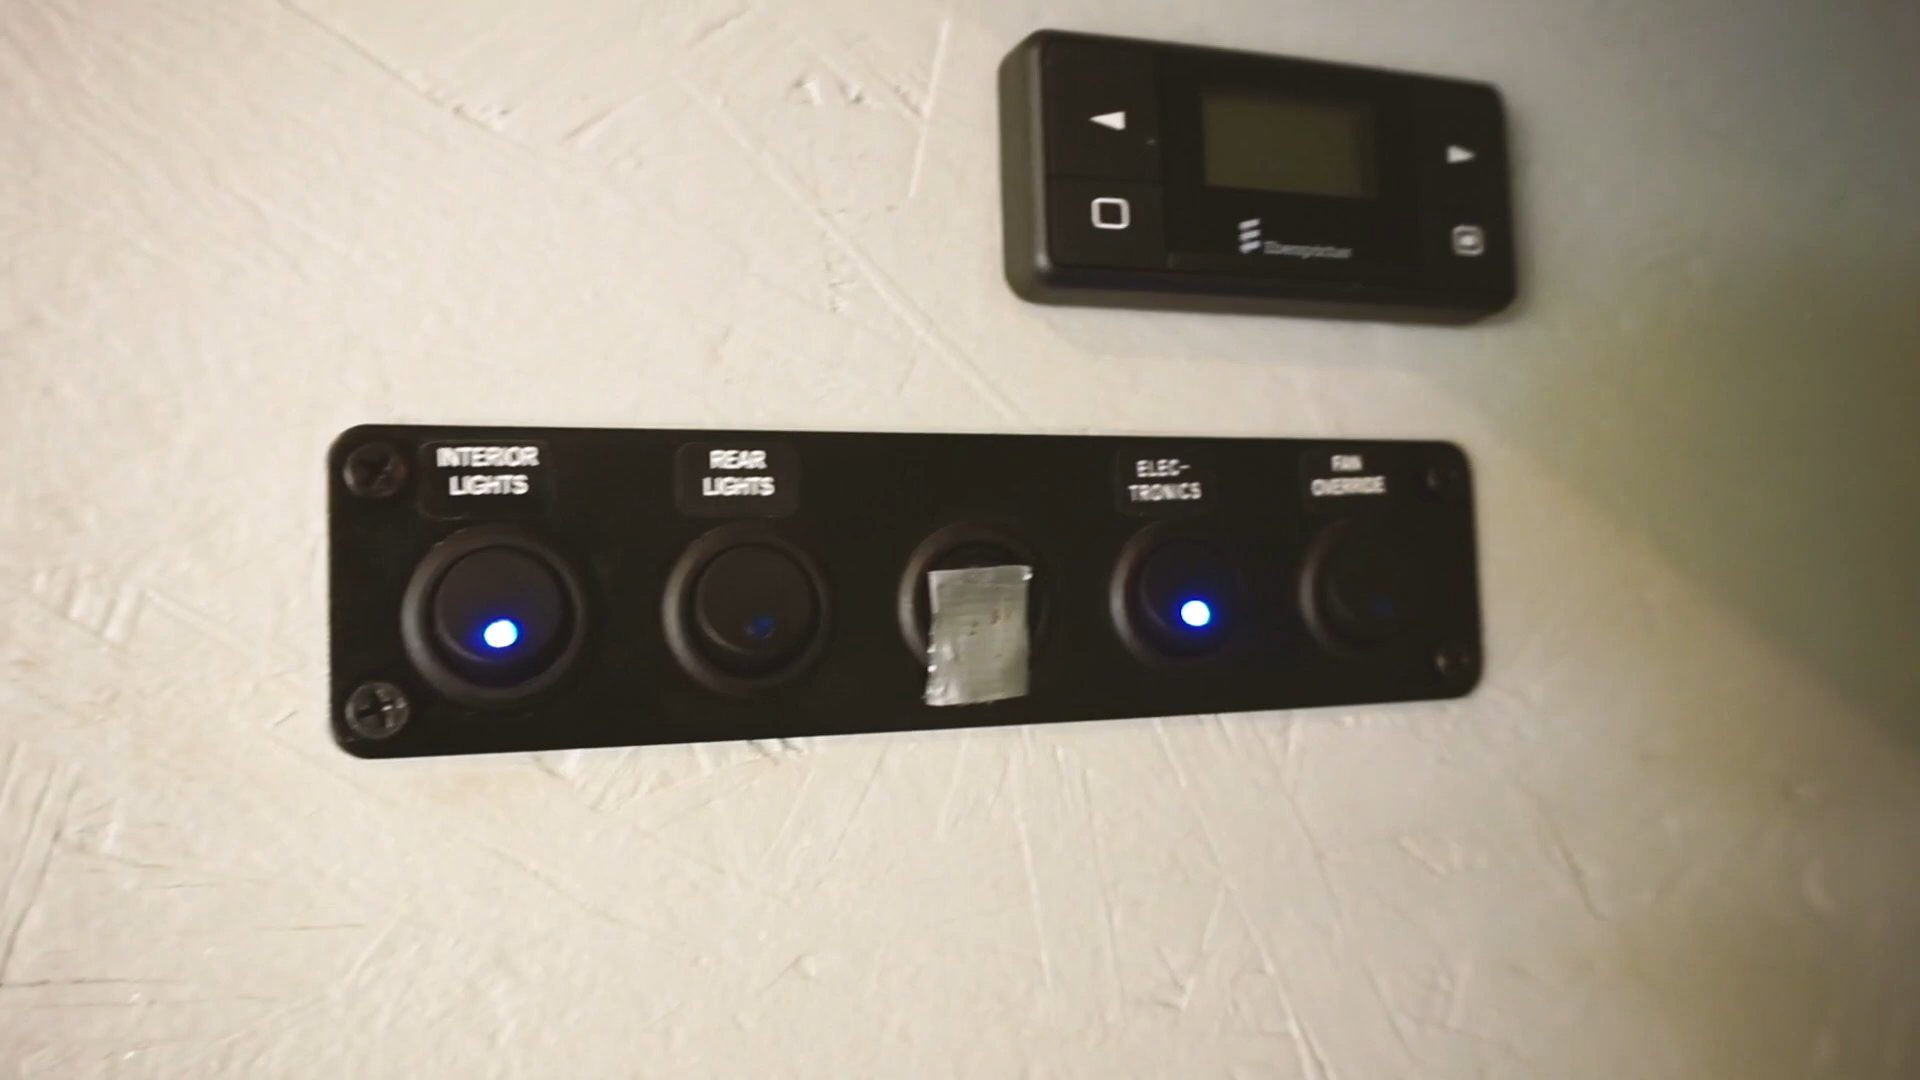 Eberspächer
INTERIOR
LIGHTS
REAR
LIGHTS
ELEC-
TRONICS
FAN
OVERRIDE